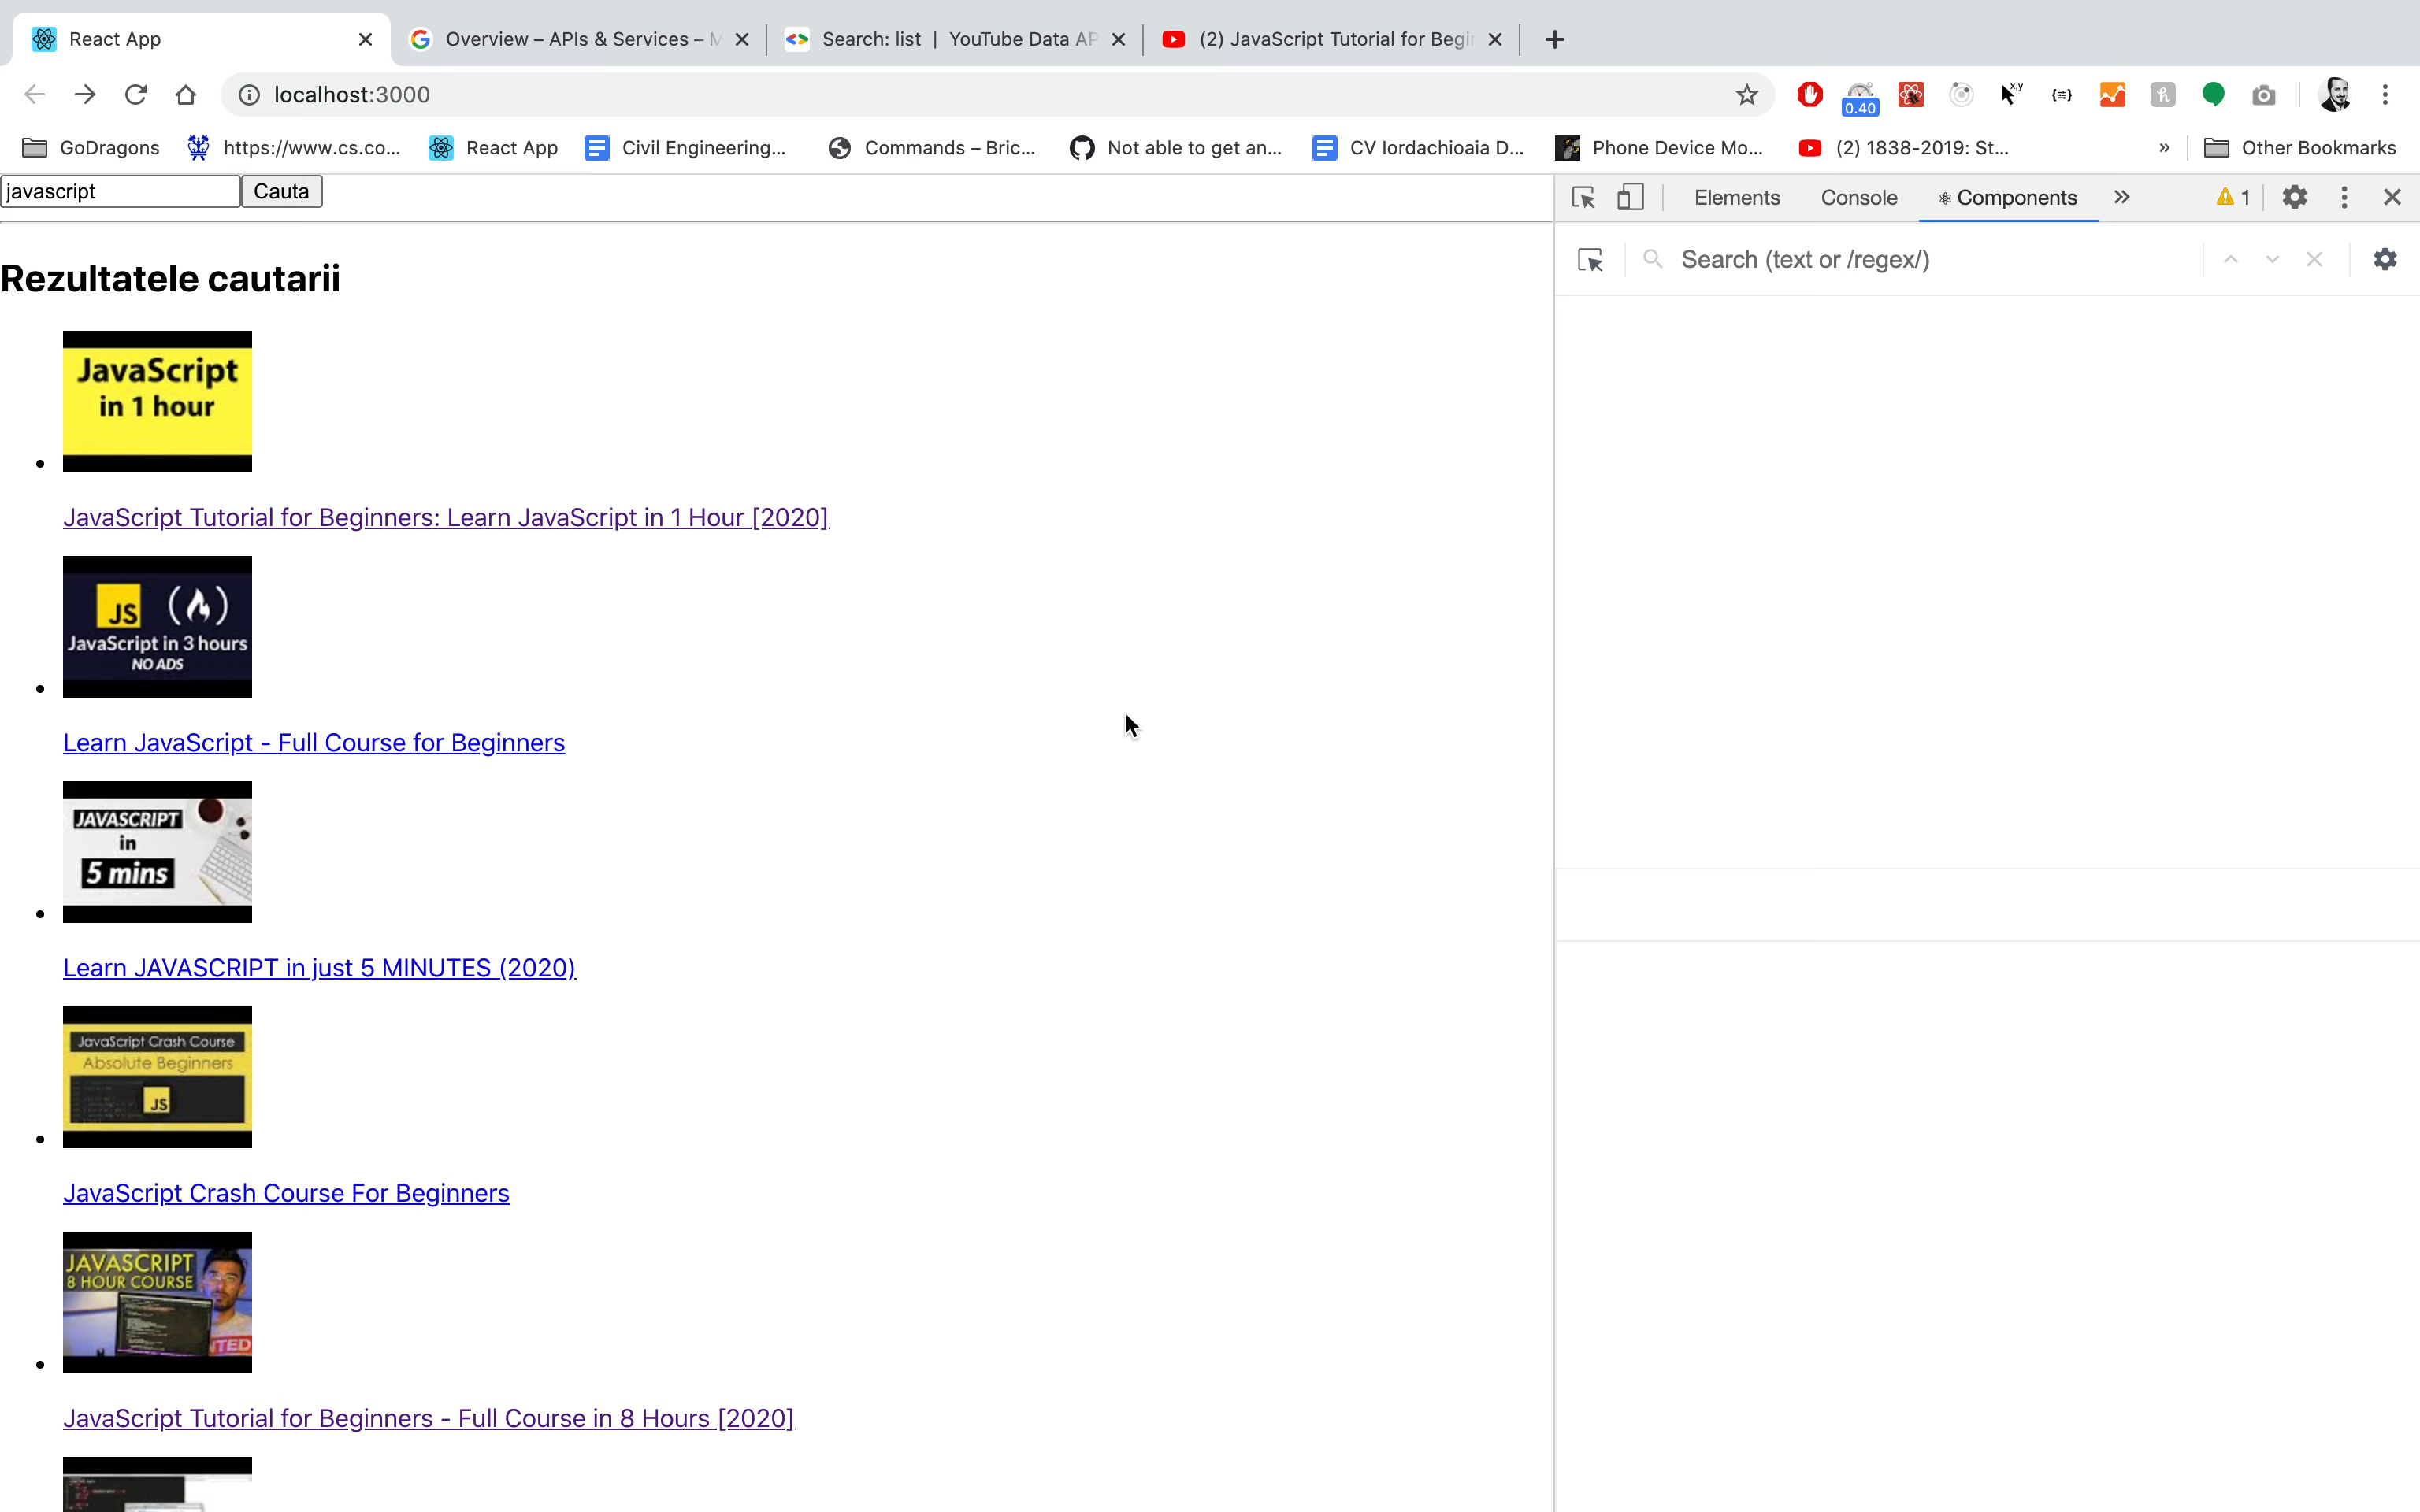 React App
Overview – APIs & Services – M
Search: list | YouTube Data AP
(2) JavaScript Tutorial for Begir
localhost:3000
0.40
x,y
GoDragons
https://www.cs.co...
React App
Civil Engineering...
Commands – Bric...
Not able to get an...
CV Iordachioaia D...
Phone Device Mo...
(2) 1838-2019: St...
»
Other Bookmarks
javascript
Cauta
Elements
Console
Components
1
Search (text or /regex/)
Rezultatele cautarii
JavaScript
in 1 hour
JavaScript Tutorial for Beginners: Learn JavaScript in 1 Hour [2020]
JS
JavaScript in 3 hours
NO ADS
Learn JavaScript - Full Course for Beginners
JAVASCRIPT
in
5 mins
Learn JAVASCRIPT in just 5 MINUTES (2020)
JavaScript Crash Course
Absolute Beginners
JS
JavaScript Crash Course For Beginners
JAVASCRIPT
8 HOUR COURSE
NTED
JavaScript Tutorial for Beginners - Full Course in 8 Hours [2020]